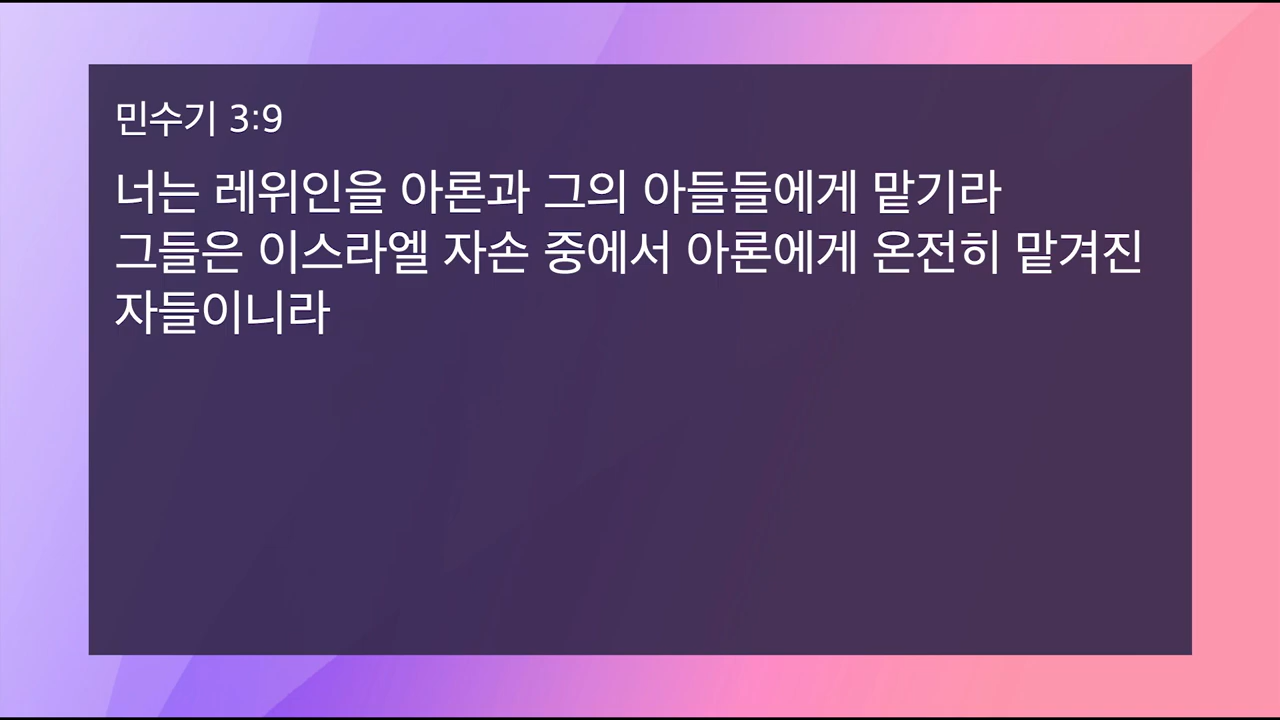 민수기 3:9
너는 레위인을 아론과 그의 아들들에게 맡기라
그들은 이스라엘 자손 중에서 아론에게 온전히 맡겨진
자들이니라